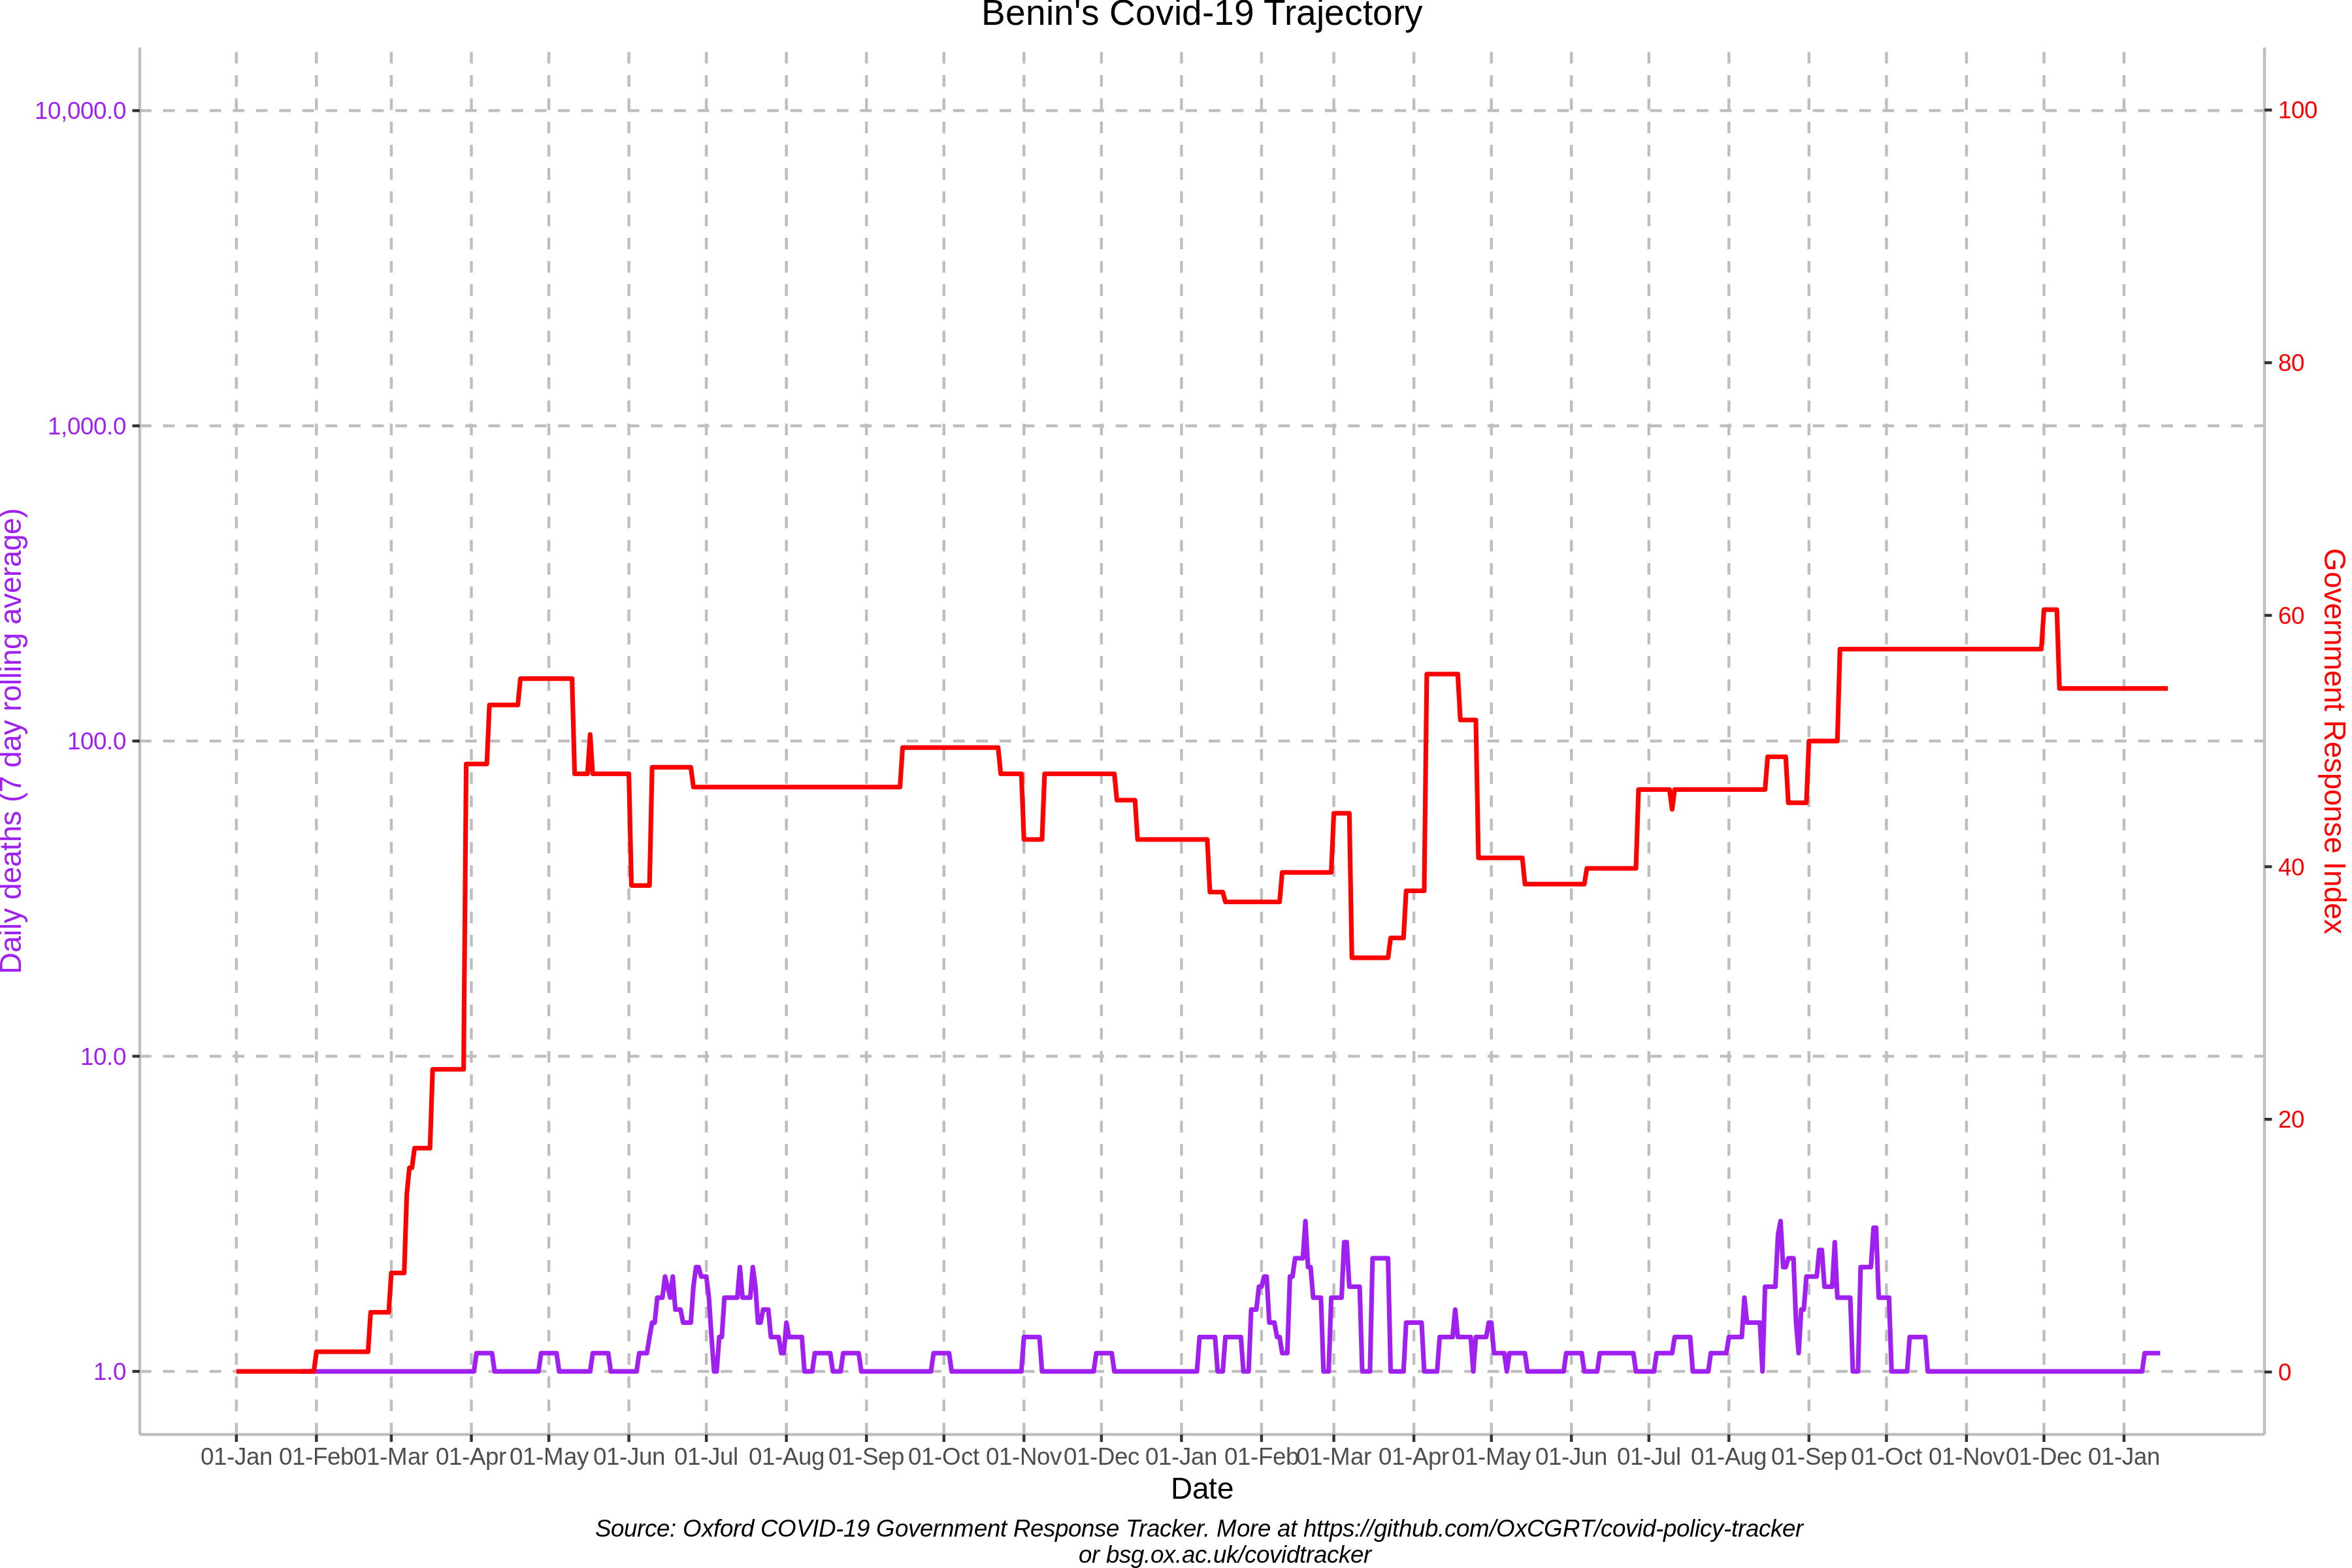 Benin's Covid-19 Trajectory
10,000.0
1,000.0
100.0
10.0
1.0
Daily deaths (7 day rolling average)
100
80
60
40
20
0
Government Response Index
01-Jan 01-Feb 01-Mar 01-Apr 01-May 01-Jun 01-Jul 01-Aug 01-Sep 01-Oct 01-Nov 01-Dec 01-Jan 01-Feb 01-Mar 01-Apr 01-May 01-Jun 01-Jul 01-Aug 01-Sep 01-Oct 01-Nov 01-Dec 01-Jan
Date
Source: Oxford COVID-19 Government Response Tracker. More at https://github.com/OxCGRT/covid-policy-tracker
or bsg.ox.ac.uk/covidtracker